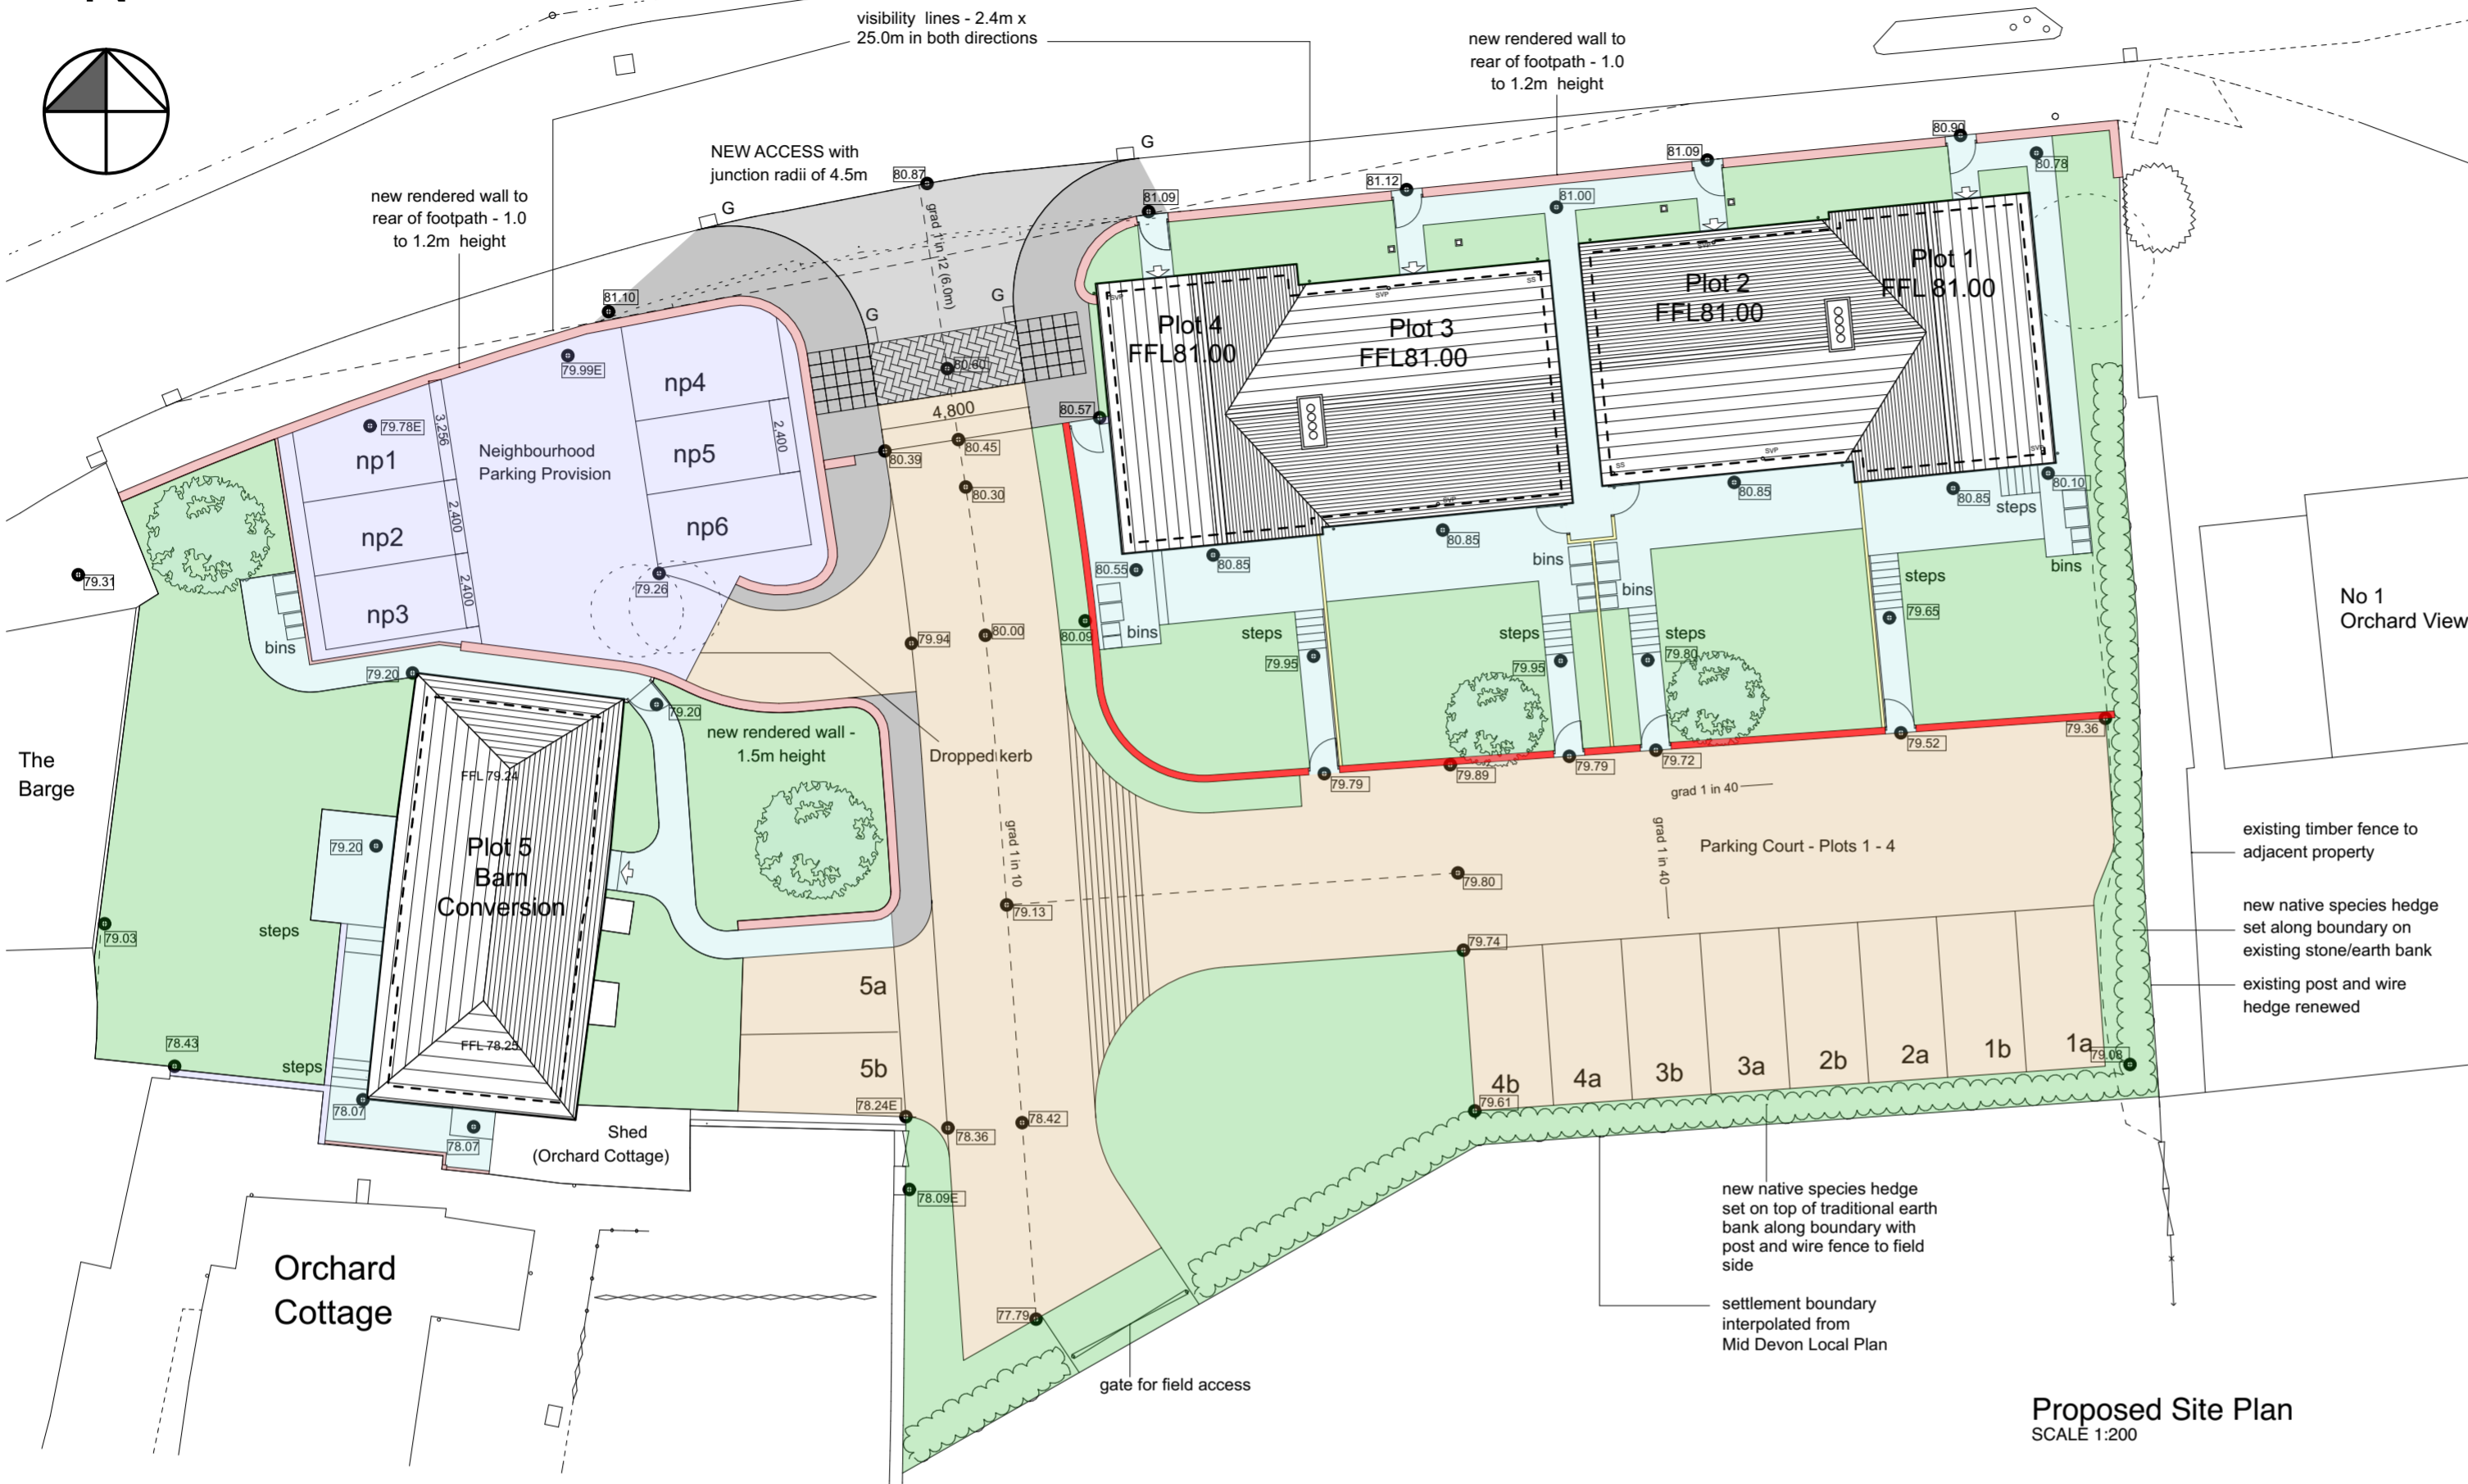 visibility lines - 2.4m x
25.0m in both directions
new rendered wall to
rear of footpath - 1.0
to 1.2m height
NEW ACCESS with
junction radii of 4.5m
new rendered wall to
rear of footpath - 1.0
to 1.2m height
G
G
G
G
80.87
81.09
81.12
81.09
80.90
80.78
81.00
81.10
grad 1 in 12 (6.0m)
79.99E
79.78E
80.60
80.57
4,800
80.39
80.45
80.30
3,256
2,400
2,400
2,400
np1
np2
np3
np4
np5
np6
Neighbourhood
Parking Provision
Plot 4
FFL81.00
Plot 3
FFL81.00
Plot 2
FFL81.00
Plot 1
FFL 81.00
SVP
SVP
SS
SVP
SVP
SS
SVP
SVP
80.85
80.85
80.85
80.85
80.10
80.55
steps
bins
bins
bins
bins
bins
steps
steps
steps
steps
79.65
79.95
79.95
79.80
79.31
79.26
79.20
79.20
79.94
80.00
80.09
79.36
79.52
79.72
79.79
79.89
79.79
No 1
Orchard View
new rendered wall -
1.5m height
Dropped kerb
The
Barge
FFL 79.24
Plot 5
Barn
Conversion
FFL 78.25
79.20
79.03
steps
steps
78.43
78.07
78.07
grad 1 in 10
grad 1 in 40
grad 1 in 40
Parking Court - Plots 1 - 4
79.80
79.13
79.74
existing timber fence to
adjacent property
new native species hedge
set along boundary on
existing stone/earth bank
existing post and wire
hedge renewed
5a
5b
4b
4a
3b
3a
2b
2a
1b
1a
79.08
79.61
78.24E
78.36
78.42
78.09E
77.79
Shed
(Orchard Cottage)
Orchard
Cottage
new native species hedge
set on top of traditional earth
bank along boundary with
post and wire fence to field
side
settlement boundary
interpolated from
Mid Devon Local Plan
gate for field access
Proposed Site Plan
SCALE 1:200